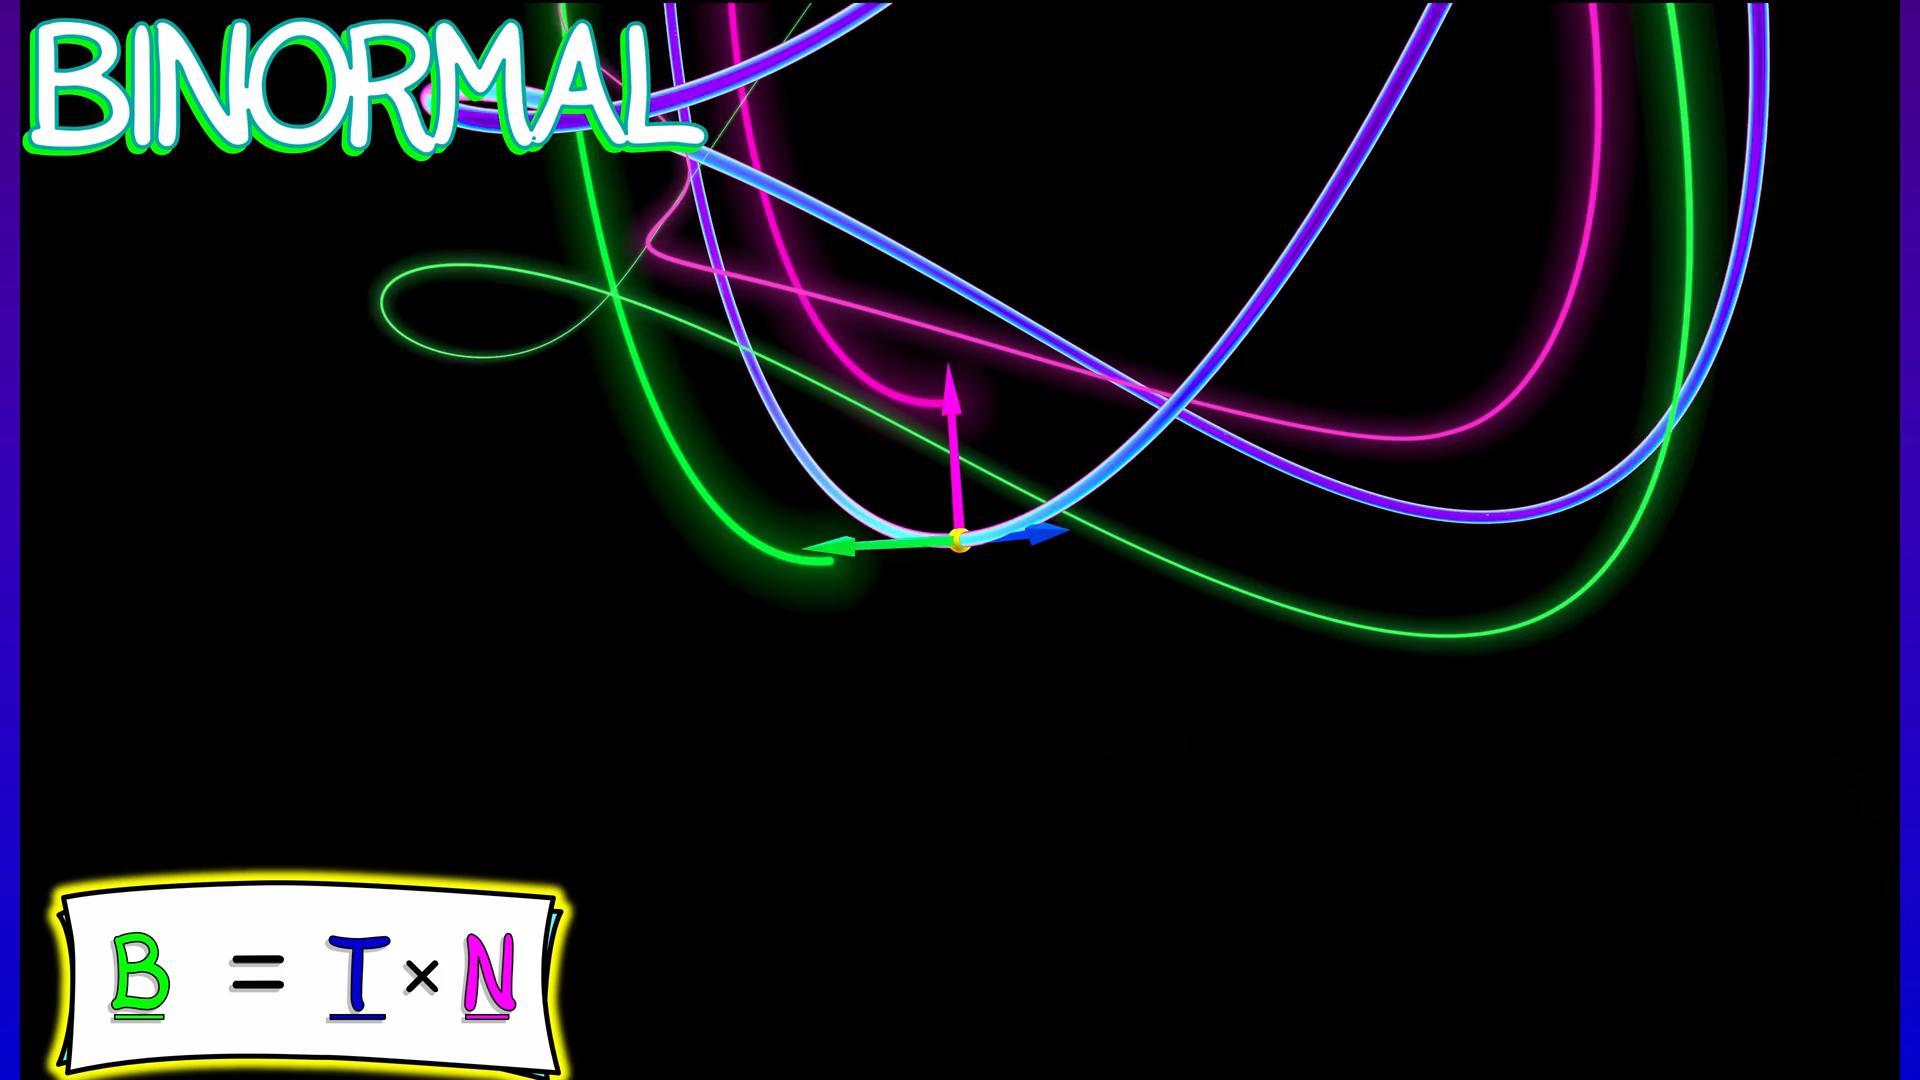 BINORMAL
B = T × N